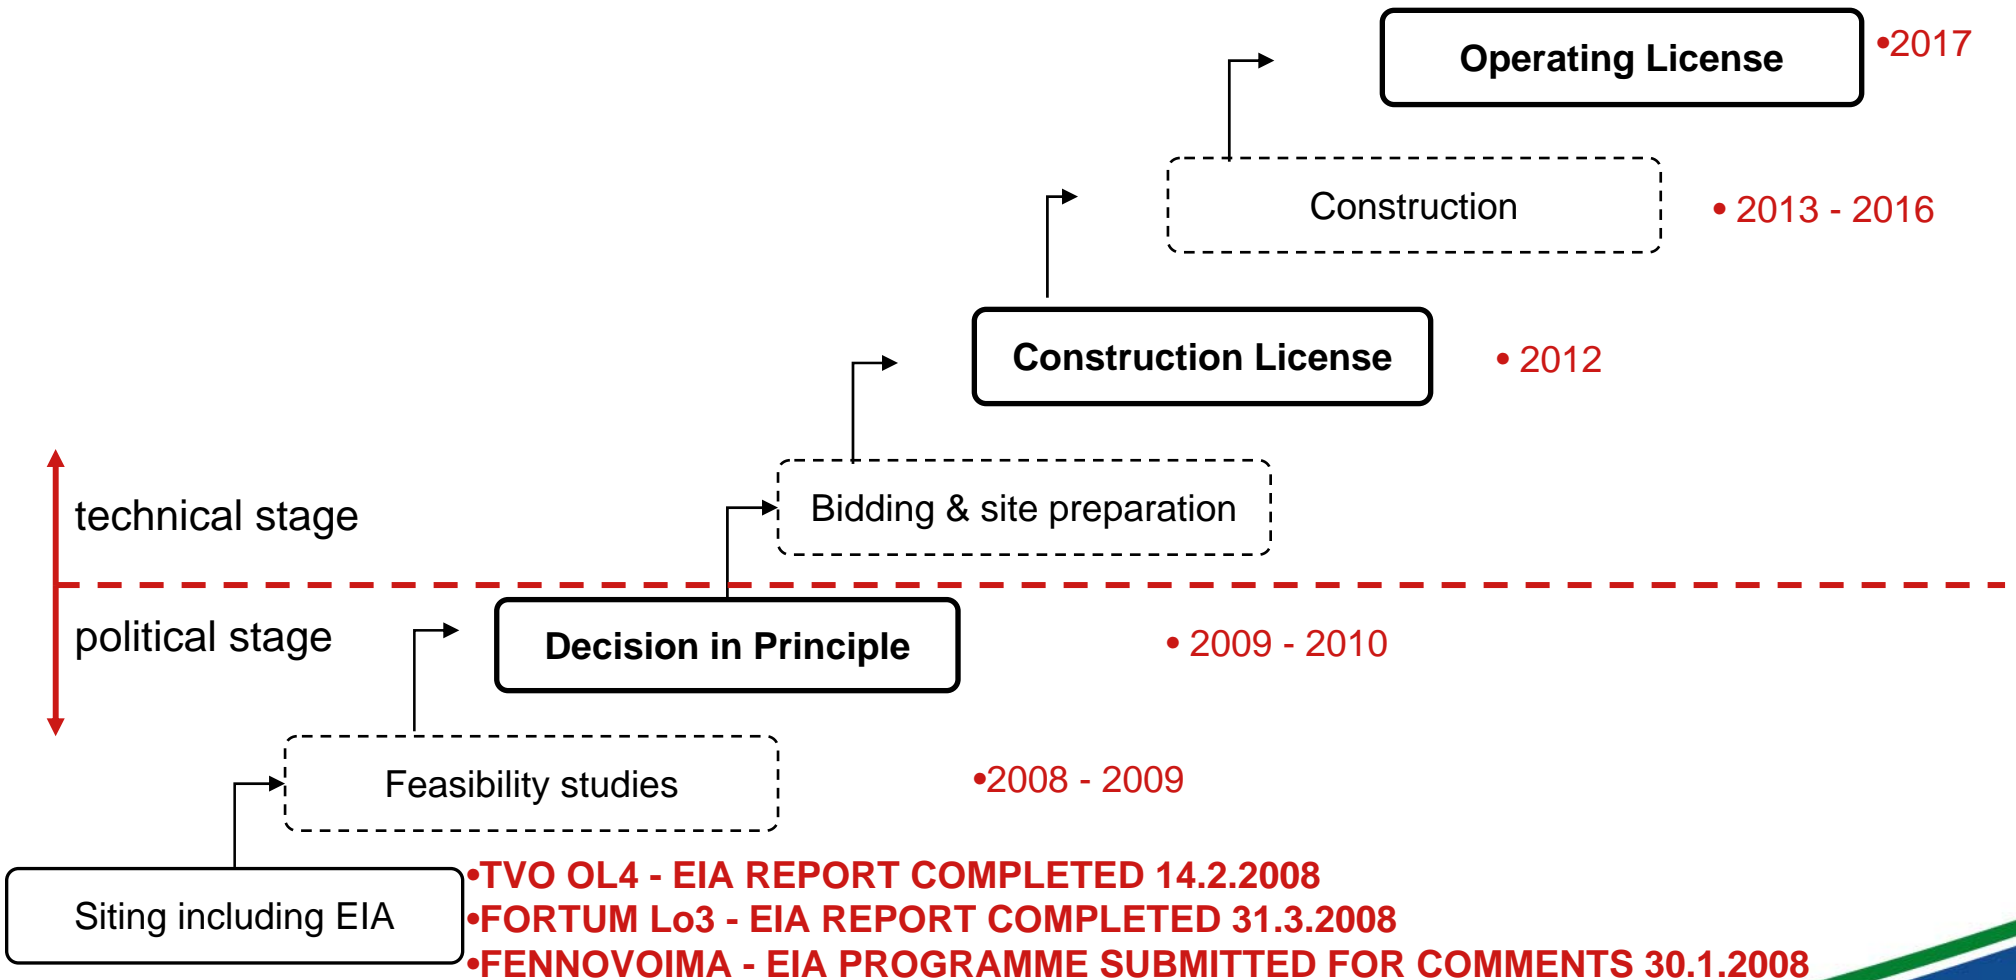 Operating License
•2017
Construction
• 2013 - 2016
Construction License
• 2012
technical stage
Bidding & site preparation
political stage
Decision in Principle
• 2009 - 2010
Feasibility studies
•2008 - 2009
Siting including EIA
•TVO OL4 - EIA REPORT COMPLETED 14.2.2008
•FORTUM Lo3 - EIA REPORT COMPLETED 31.3.2008
•FENNOVOIMA - EIA PROGRAMME SUBMITTED FOR COMMENTS 30.1.2008